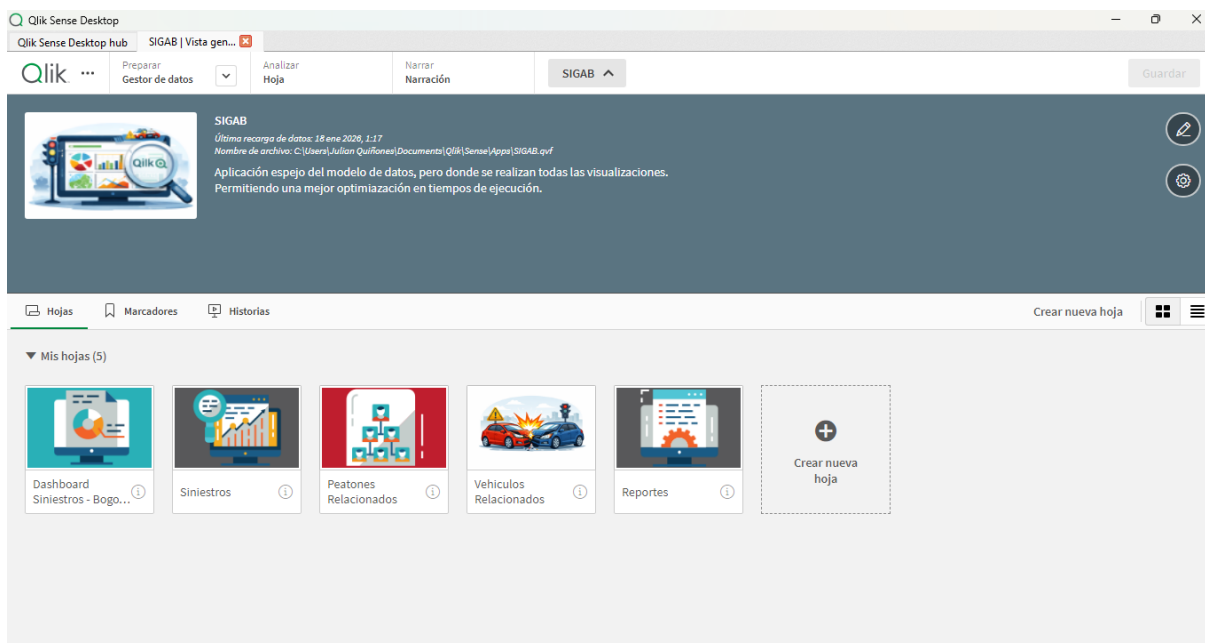 Qlik Sense Desktop
Qlik Sense Desktop hub
SIGAB | Vista gen...
Qlik
Preparar
Gestor de datos
Analizar
Hoja
Narrar
Narración
SIGAB
Guardar
Qlik
SIGAB
Última recarga de datos: 18 ene 2026, 1:17
Nombre de archivo: C:\Users\Julian Quiñones\Documents\Qlik\Sense\Apps\SIGAB.qvf
Aplicación espejo del modelo de datos, pero donde se realizan todas las visualizaciones.
Permitiendo una mejor optimiazación en tiempos de ejecución.
Hojas
Marcadores
Historias
Crear nueva hoja
Mis hojas (5)
Dashboard
Siniestros - Bogo...
Siniestros
Peatones
Relacionados
Vehiculos
Relacionados
Reportes
Crear nueva
hoja